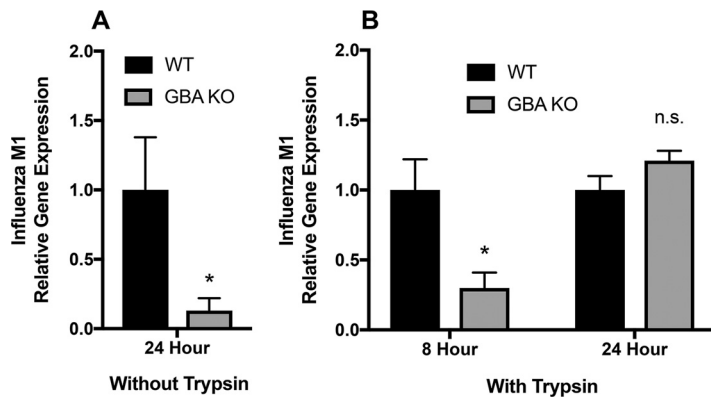 A
Influenza M1
Relative Gene Expression
2.0
1.5
1.0
0.5
0.0
WT
GBA KO
*
24 Hour
Without Trypsin
B
Influenza M1
Relative Gene Expression
2.0
1.5
1.0
0.5
0.0
WT
GBA KO
n.s.
*
8 Hour
24 Hour
With Trypsin